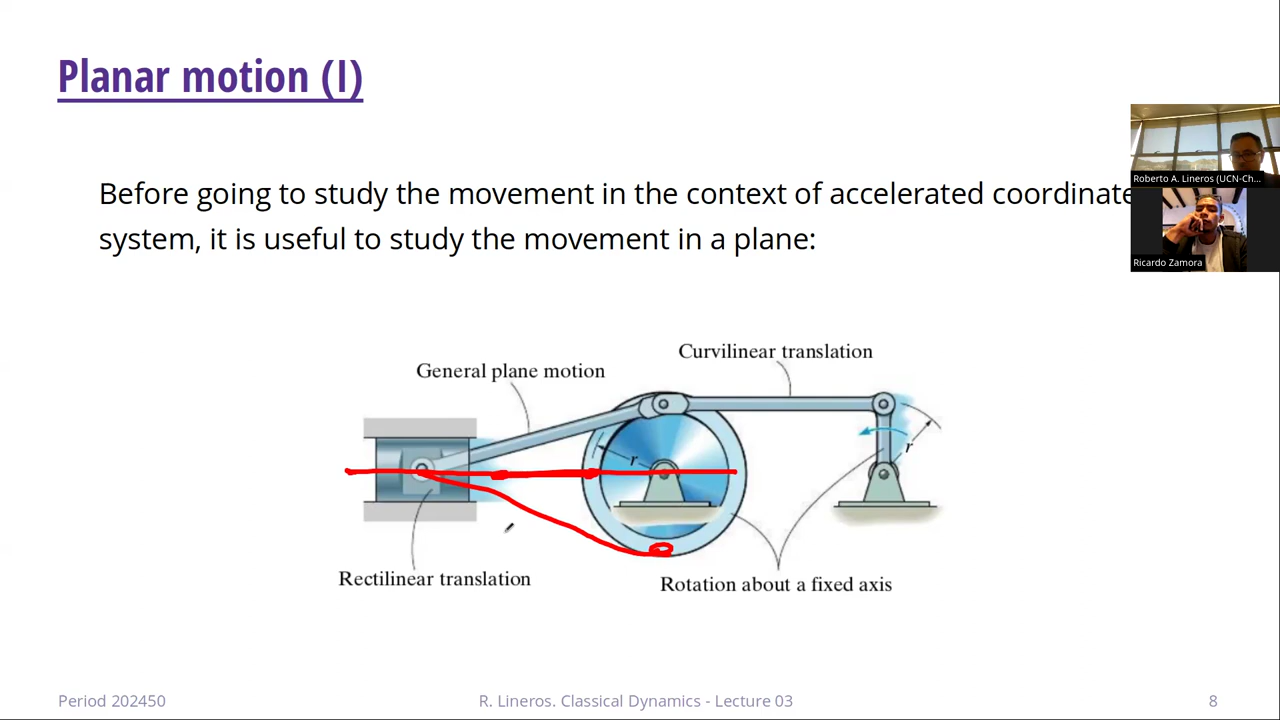 Planar motion (I)
Before going to study the movement in the context of accelerated coordinate
system, it is useful to study the movement in a plane:
Roberto A. Lineros (UCN-Ch...
Ricardo Zamora
Curvilinear translation
General plane motion
r
r
Rectilinear translation
Rotation about a fixed axis
Period 202450
R. Lineros. Classical Dynamics - Lecture 03
8